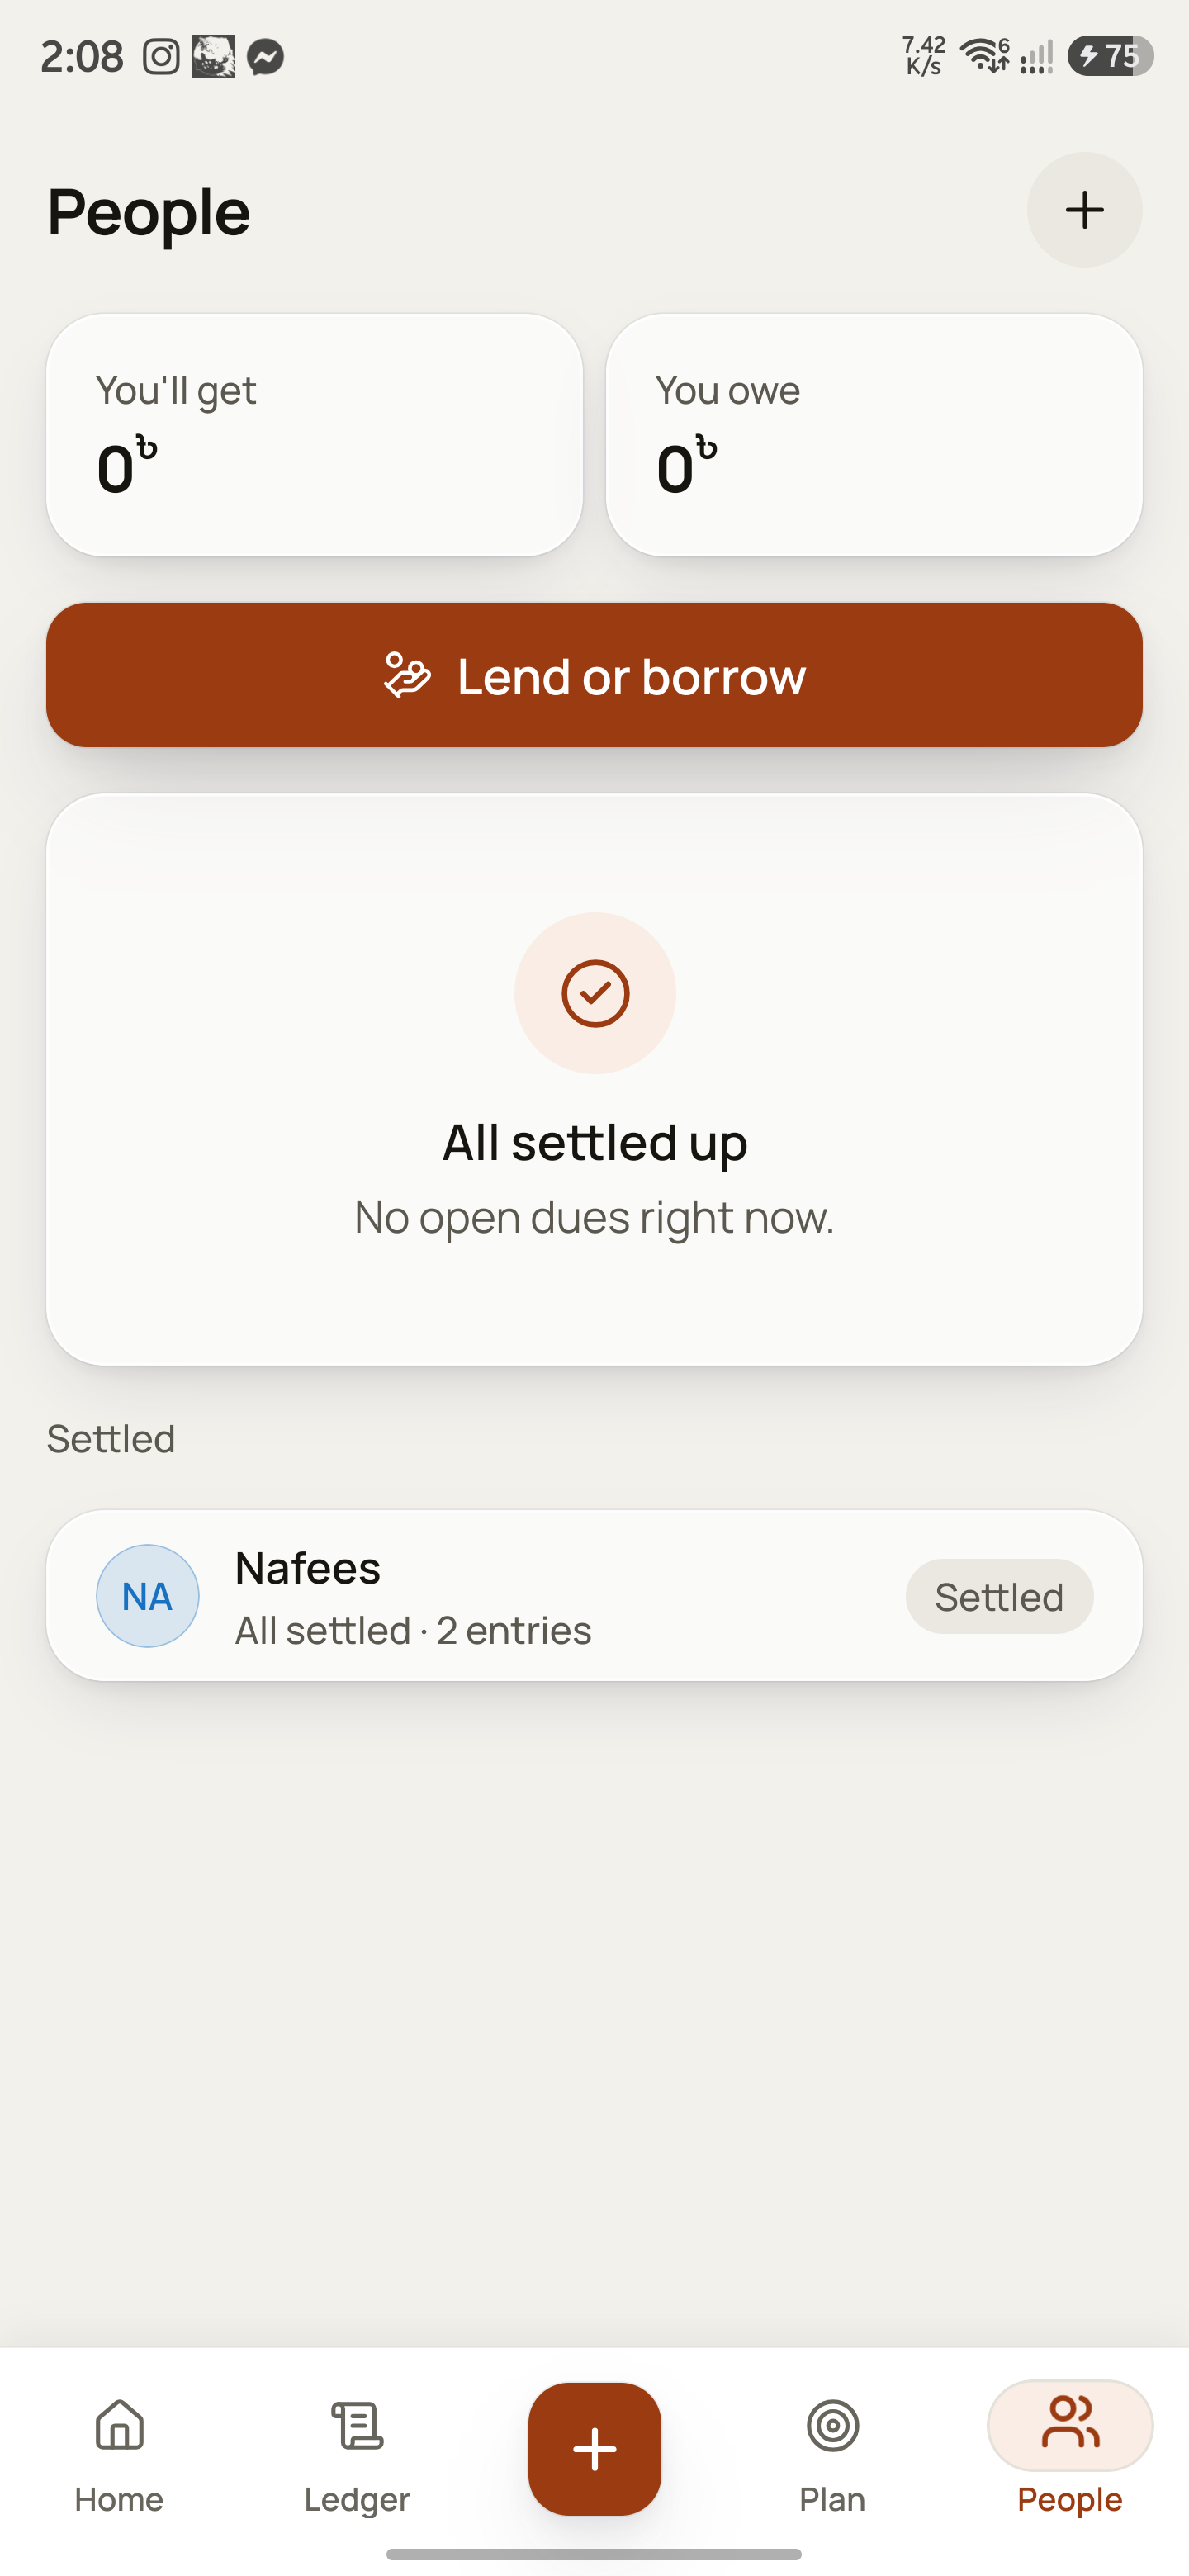 2:08
7.42
K/s
6
75
People
You'll get
0৳
You owe
0৳
Lend or borrow
All settled up
No open dues right now.
Settled
NA
Nafees
All settled · 2 entries
Settled
Home
Ledger
Plan
People